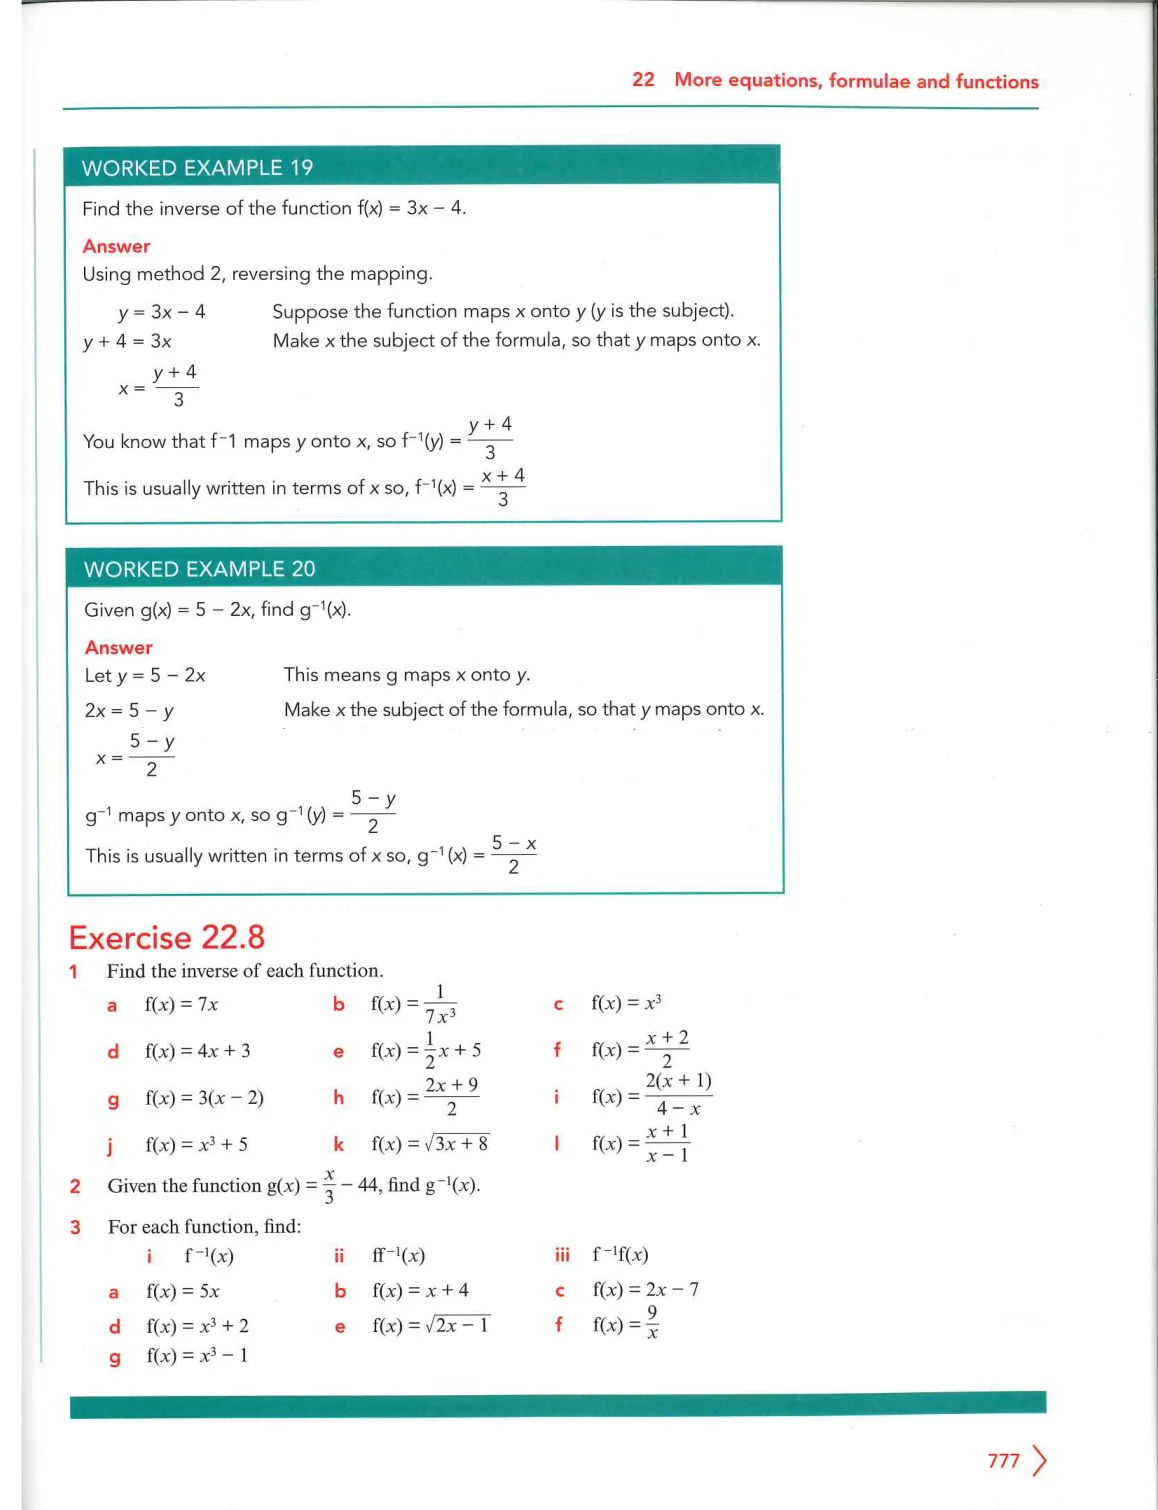 22 More equations, formulae and functions
WORKED EXAMPLE 19
Find the inverse of the function f(x) = 3x − 4.
Answer
Using method 2, reversing the mapping.
y = 3x − 4 Suppose the function maps x onto y (y is the subject).
y + 4 = 3x Make x the subject of the formula, so that y maps onto x.
x = (y + 4)/3
You know that f⁻1 maps y onto x, so f⁻¹(y) = (y + 4)/3
This is usually written in terms of x so, f⁻¹(x) = (x + 4)/3
WORKED EXAMPLE 20
Given g(x) = 5 − 2x, find g⁻¹(x).
Answer
Let y = 5 − 2x This means g maps x onto y.
2x = 5 − y Make x the subject of the formula, so that y maps onto x.
x = (5 − y)/2
g⁻¹ maps y onto x, so g⁻¹(y) = (5 − y)/2
This is usually written in terms of x so, g⁻¹(x) = (5 − x)/2
Exercise 22.8
1 Find the inverse of each function.
a f(x) = 7x b f(x) = 1/(7x³) c f(x) = x³
d f(x) = 4x + 3 e f(x) = 1/2 x + 5 f f(x) = (x + 2)/2
g f(x) = 3(x − 2) h f(x) = (2x + 9)/2 i f(x) = 2(x + 1)/(4 − x)
j f(x) = x³ + 5 k f(x) = √(3x + 8) l f(x) = (x + 1)/(x − 1)
2 Given the function g(x) = x/3 − 44, find g⁻¹(x).
3 For each function, find:
i f⁻¹(x) ii ff⁻¹(x) iii f⁻¹f(x)
a f(x) = 5x b f(x) = x + 4 c f(x) = 2x − 7
d f(x) = x³ + 2 e f(x) = √(2x − 1) f f(x) = 9/x
g f(x) = x³ − 1
777